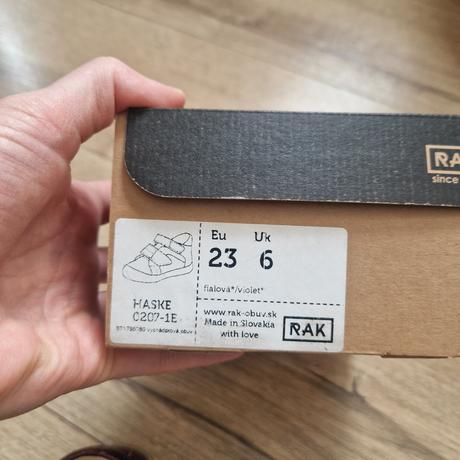 RAK
since
Eu Uk
23 6
fialová*/violet*
HASKE
0207-1E
www.rak-obuv.sk
Made in Slovakia
with love
RAK